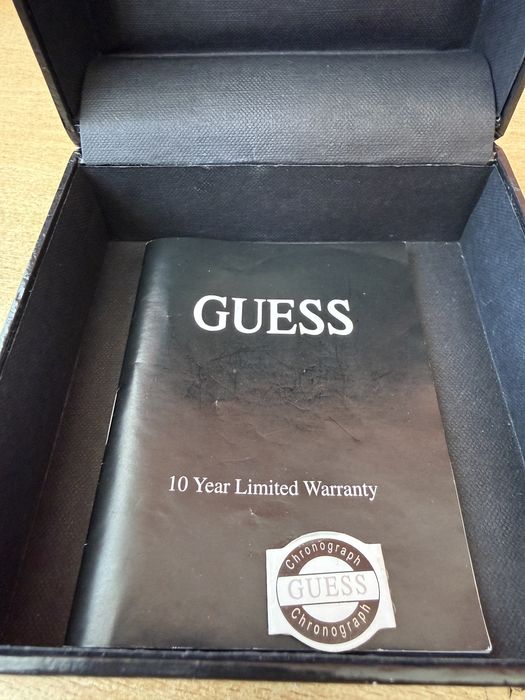 GUESS
10 Year Limited Warranty
Chronograph
GUESS
Chronograph